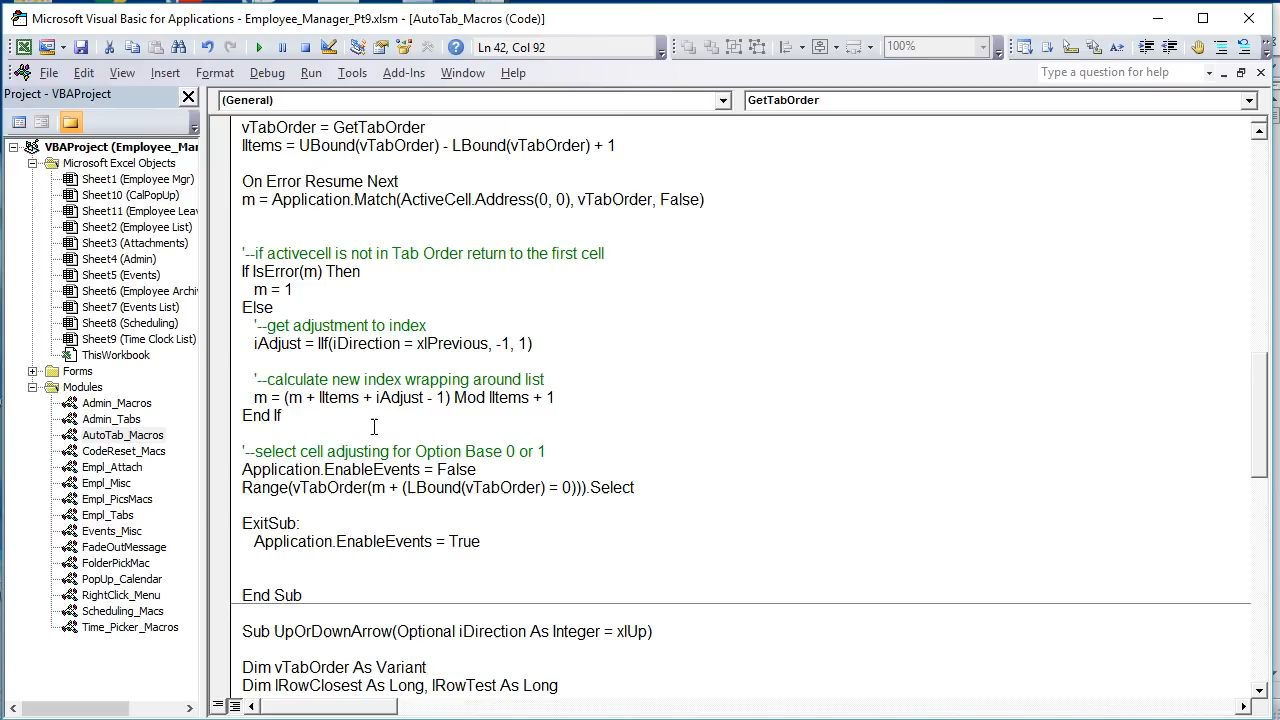 Microsoft Visual Basic for Applications - Employee_Manager_Pt9.xlsm - [AutoTab_Macros (Code)]
Ln 42, Col 92
100%
File Edit View Insert Format Debug Run Tools Add-Ins Window Help
Type a question for help
Project - VBAProject
(General)
GetTabOrder
VBAProject (Employee_Mar
Microsoft Excel Objects
Sheet1 (Employee Mgr)
Sheet10 (CalPopUp)
Sheet11 (Employee Leav
Sheet2 (Employee List)
Sheet3 (Attachments)
Sheet4 (Admin)
Sheet5 (Events)
Sheet6 (Employee Archi
Sheet7 (Events List)
Sheet8 (Scheduling)
Sheet9 (Time Clock List)
ThisWorkbook
Forms
Modules
Admin_Macros
Admin_Tabs
AutoTab_Macros
CodeReset_Macs
Empl_Attach
Empl_Misc
Empl_PicsMacs
Empl_Tabs
Events_Misc
FadeOutMessage
FolderPickMac
PopUp_Calendar
RightClick_Menu
Scheduling_Macs
Time_Picker_Macros
vTabOrder = GetTabOrder
lItems = UBound(vTabOrder) - LBound(vTabOrder) + 1
On Error Resume Next
m = Application.Match(ActiveCell.Address(0, 0), vTabOrder, False)
'--if activecell is not in Tab Order return to the first cell
If IsError(m) Then
m = 1
Else
'--get adjustment to index
iAdjust = IIf(iDirection = xlPrevious, -1, 1)
'--calculate new index wrapping around list
m = (m + lItems + iAdjust - 1) Mod lItems + 1
End If
'--select cell adjusting for Option Base 0 or 1
Application.EnableEvents = False
Range(vTabOrder(m + (LBound(vTabOrder) = 0))).Select
ExitSub:
Application.EnableEvents = True
End Sub
Sub UpOrDownArrow(Optional iDirection As Integer = xlUp)
Dim vTabOrder As Variant
Dim lRowClosest As Long, lRowTest As Long